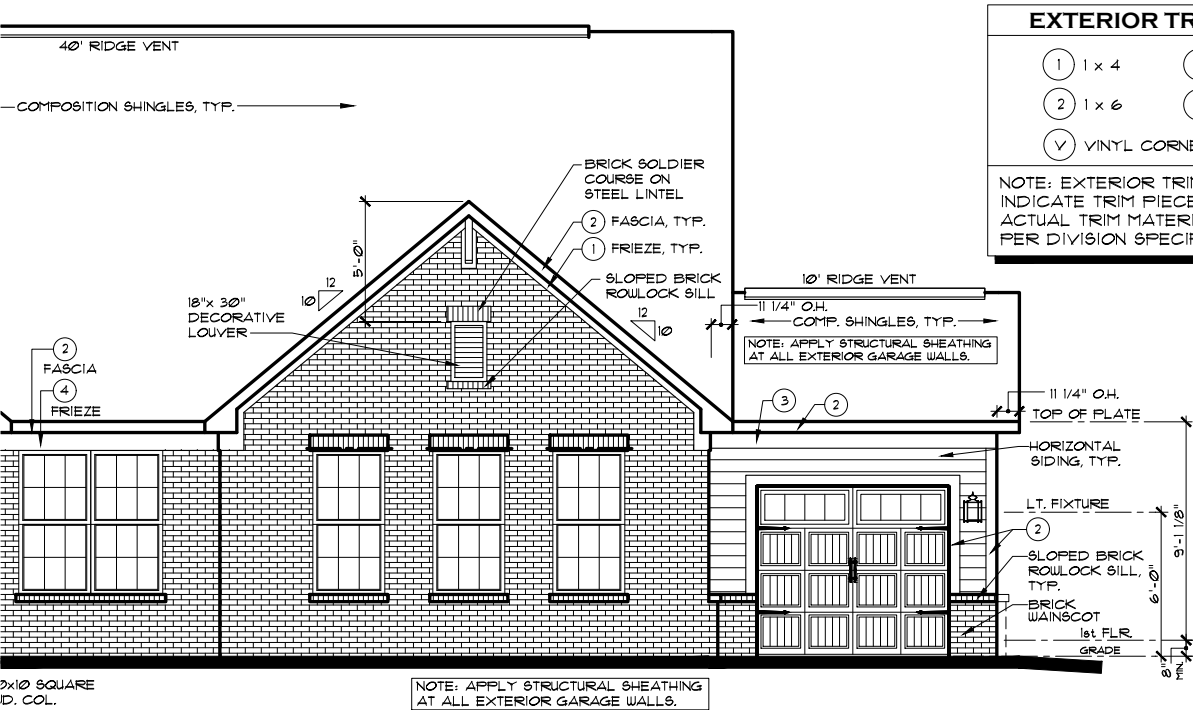 EXTERIOR TR
1 1 x 4
2 1 x 6
V VINYL CORNE
NOTE: EXTERIOR TRIM
INDICATE TRIM PIECE
ACTUAL TRIM MATERI
PER DIVISION SPECIF
40' RIDGE VENT
COMPOSITION SHINGLES, TYP.
BRICK SOLDIER
COURSE ON
STEEL LINTEL
2 FASCIA, TYP.
1 FRIEZE, TYP.
SLOPED BRICK
ROWLOCK SILL
5'-0"
12
10
18"x 30"
DECORATIVE
LOUVER
12
10
10' RIDGE VENT
11 1/4" O.H.
COMP. SHINGLES, TYP.
NOTE: APPLY STRUCTURAL SHEATHING
AT ALL EXTERIOR GARAGE WALLS.
2
FASCIA
4
FRIEZE
3
2
11 1/4" O.H.
TOP OF PLATE
HORIZONTAL
SIDING, TYP.
LT. FIXTURE
2
SLOPED BRICK
ROWLOCK SILL,
TYP.
BRICK
WAINSCOT
1st FLR.
GRADE
6'-0"
9'-1 1/8"
8"
MIN.
x10 SQUARE
D. COL.
NOTE: APPLY STRUCTURAL SHEATHING
AT ALL EXTERIOR GARAGE WALLS.